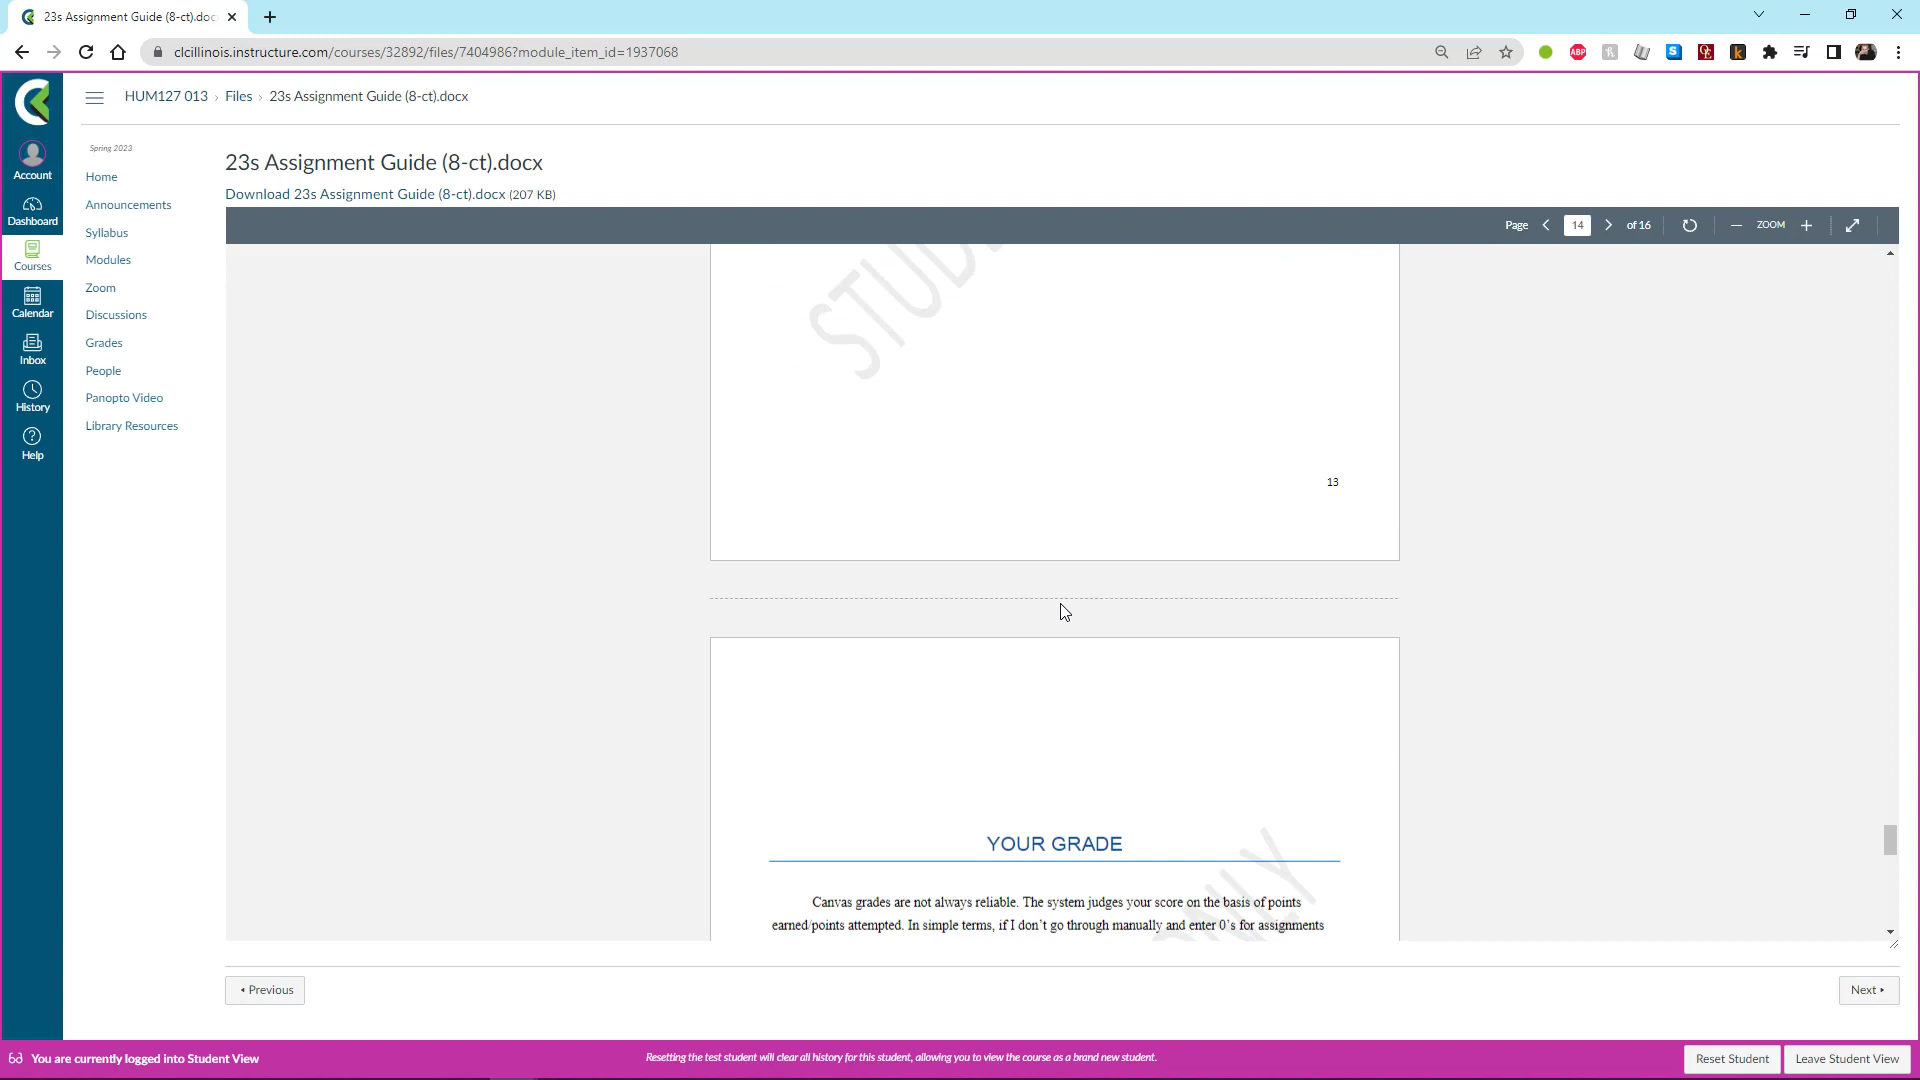 23s Assignment Guide (8-ct).doc
clcillinois.instructure.com/courses/32892/files/7404986?module_item_id=1937068
ABP
HUM127 013 › Files › 23s Assignment Guide (8-ct).docx
Account
Dashboard
Courses
Calendar
Inbox
History
Help
Spring 2023
Home
Announcements
Syllabus
Modules
Zoom
Discussions
Grades
People
Panopto Video
Library Resources
23s Assignment Guide (8-ct).docx
Download 23s Assignment Guide (8-ct).docx (207 KB)
Page 14 of 16 ZOOM
STUD
13
YOUR GRADE
ONLY
Canvas grades are not always reliable. The system judges your score on the basis of points
earned/points attempted. In simple terms, if I don’t go through manually and enter 0’s for assignments
Previous
Next
You are currently logged into Student View
Resetting the test student will clear all history for this student, allowing you to view the course as a brand new student.
Reset Student
Leave Student View